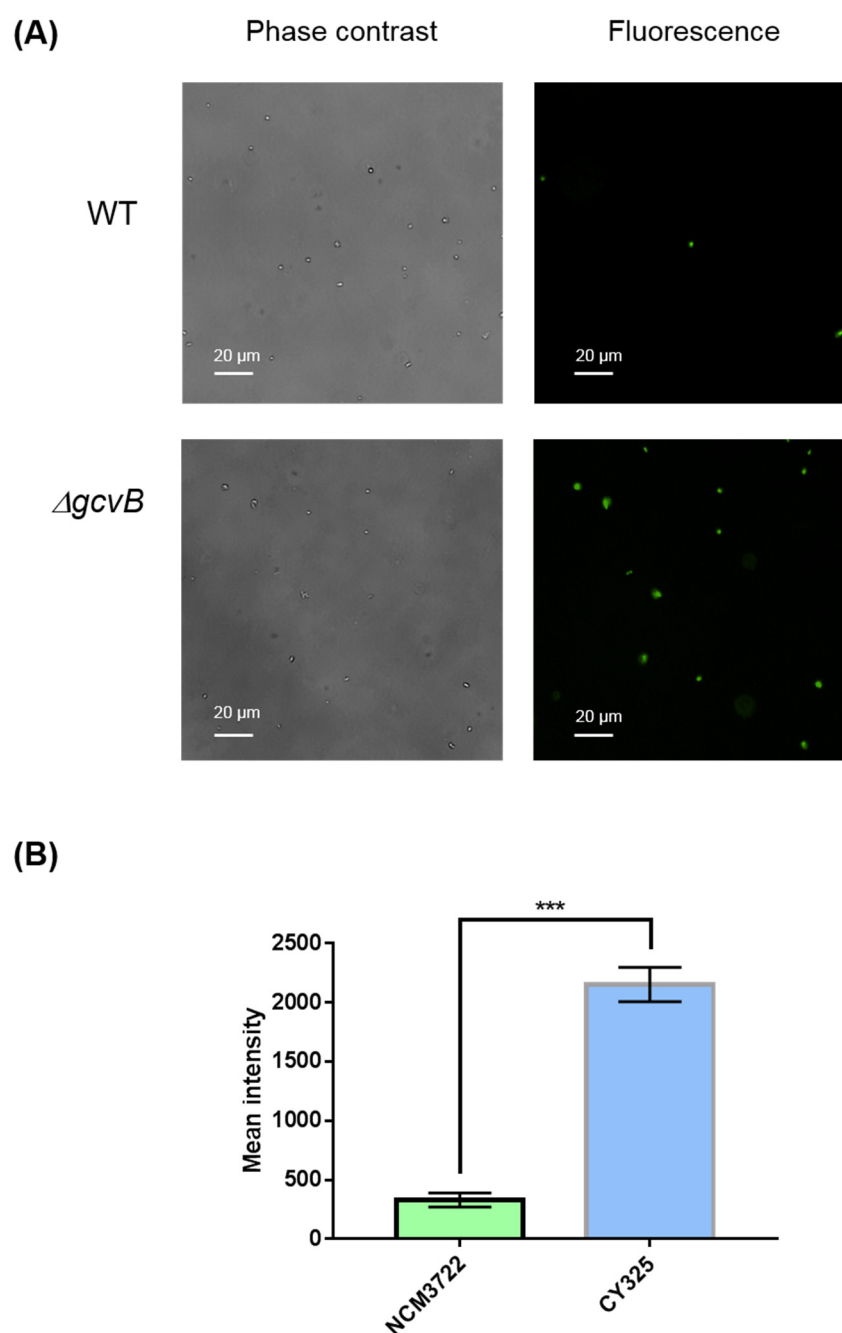 (A)
Phase contrast
Fluorescence
WT
20 µm
20 µm
ΔgcvB
20 µm
20 µm
(B)
***
2500
2000
1500
1000
500
0
Mean intensity
NCM3722
CY325